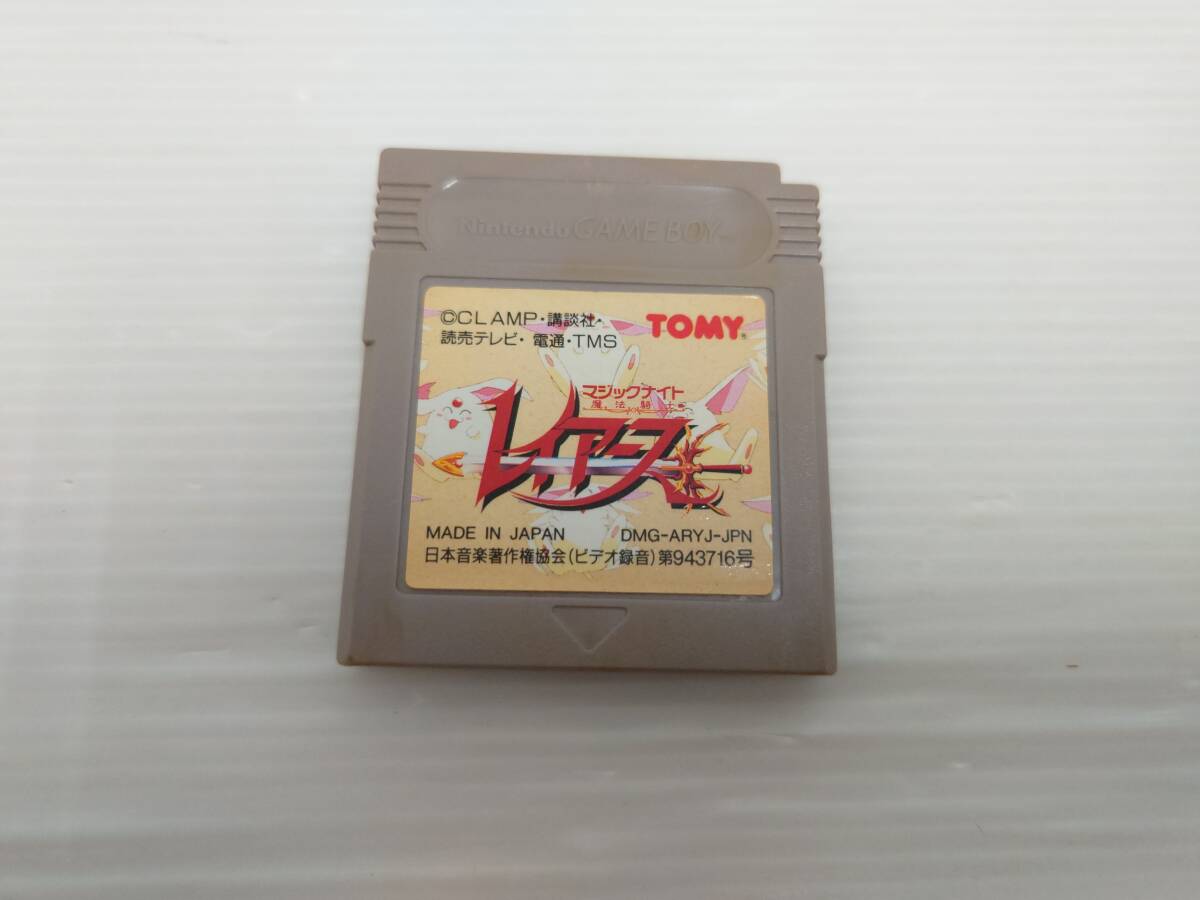 Nintendo GAME BOY TM
©CLAMP・講談社・
読売テレビ・電通・TMS
TOMY®
マジックナイト
魔法騎士
レイアース
MADE IN JAPAN DMG-ARYJ-JPN
日本音楽著作権協会(ビデオ録音)第943716号